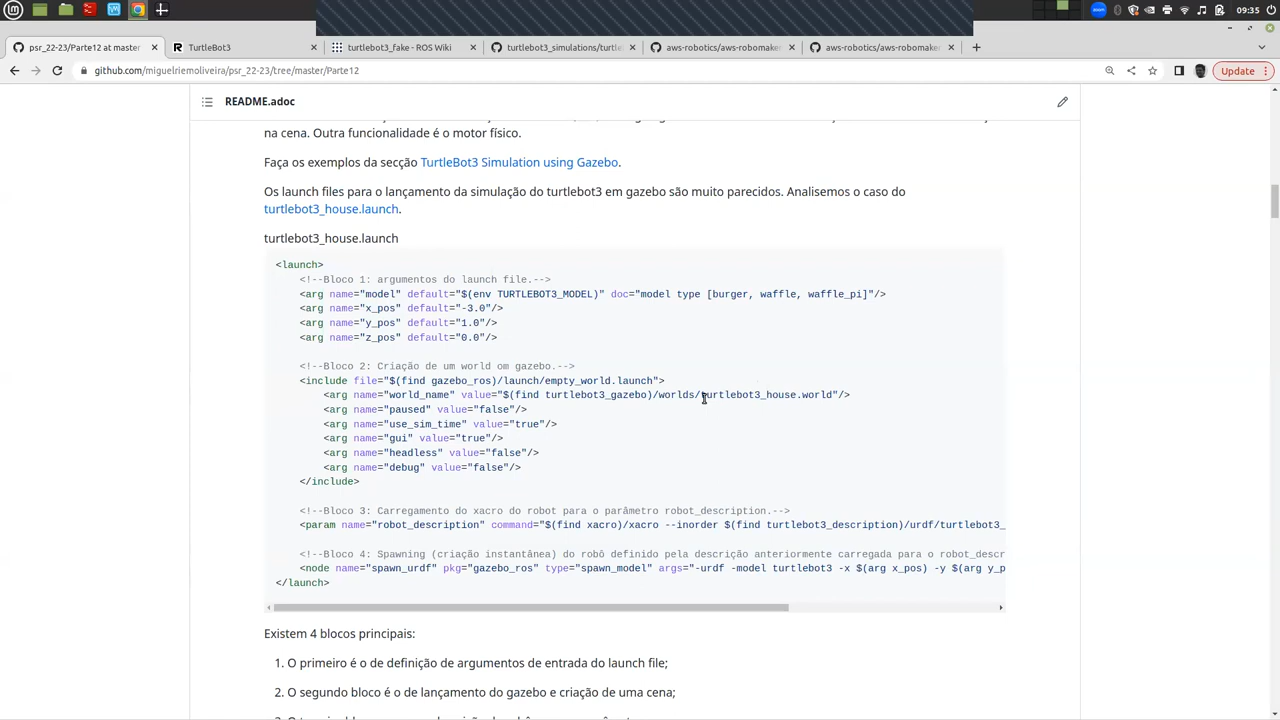 09:35
psr_22-23/Parte12 at master
TurtleBot3
turtlebot3_fake - ROS Wiki
turtlebot3_simulations/turtle
aws-robotics/aws-robomake
aws-robotics/aws-robomake
github.com/miguelriemoliveira/psr_22-23/tree/master/Parte12
Update
README.adoc
na cena. Outra funcionalidade é o motor físico.
Faça os exemplos da secção TurtleBot3 Simulation using Gazebo.
Os launch files para o lançamento da simulação do turtlebot3 em gazebo são muito parecidos. Analisemos o caso do
turtlebot3_house.launch.
turtlebot3_house.launch
<launch>
<!--Bloco 1: argumentos do launch file.-->
<arg name="model" default="$(env TURTLEBOT3_MODEL)" doc="model type [burger, waffle, waffle_pi]"/>
<arg name="x_pos" default="-3.0"/>
<arg name="y_pos" default="1.0"/>
<arg name="z_pos" default="0.0"/>
<!--Bloco 2: Criação de um world om gazebo.-->
<include file="$(find gazebo_ros)/launch/empty_world.launch">
<arg name="world_name" value="$(find turtlebot3_gazebo)/worlds/turtlebot3_house.world"/>
<arg name="paused" value="false"/>
<arg name="use_sim_time" value="true"/>
<arg name="gui" value="true"/>
<arg name="headless" value="false"/>
<arg name="debug" value="false"/>
</include>
<!--Bloco 3: Carregamento do xacro do robot para o parâmetro robot_description.-->
<param name="robot_description" command="$(find xacro)/xacro --inorder $(find turtlebot3_description)/urdf/turtlebot3_
<!--Bloco 4: Spawning (criação instantânea) do robô definido pela descrição anteriormente carregada para o robot_descr
<node name="spawn_urdf" pkg="gazebo_ros" type="spawn_model" args="-urdf -model turtlebot3 -x $(arg x_pos) -y $(arg y_p
</launch>
Existem 4 blocos principais:
1. O primeiro é o de definição de argumentos de entrada do launch file;
2. O segundo bloco é o de lançamento do gazebo e criação de uma cena;